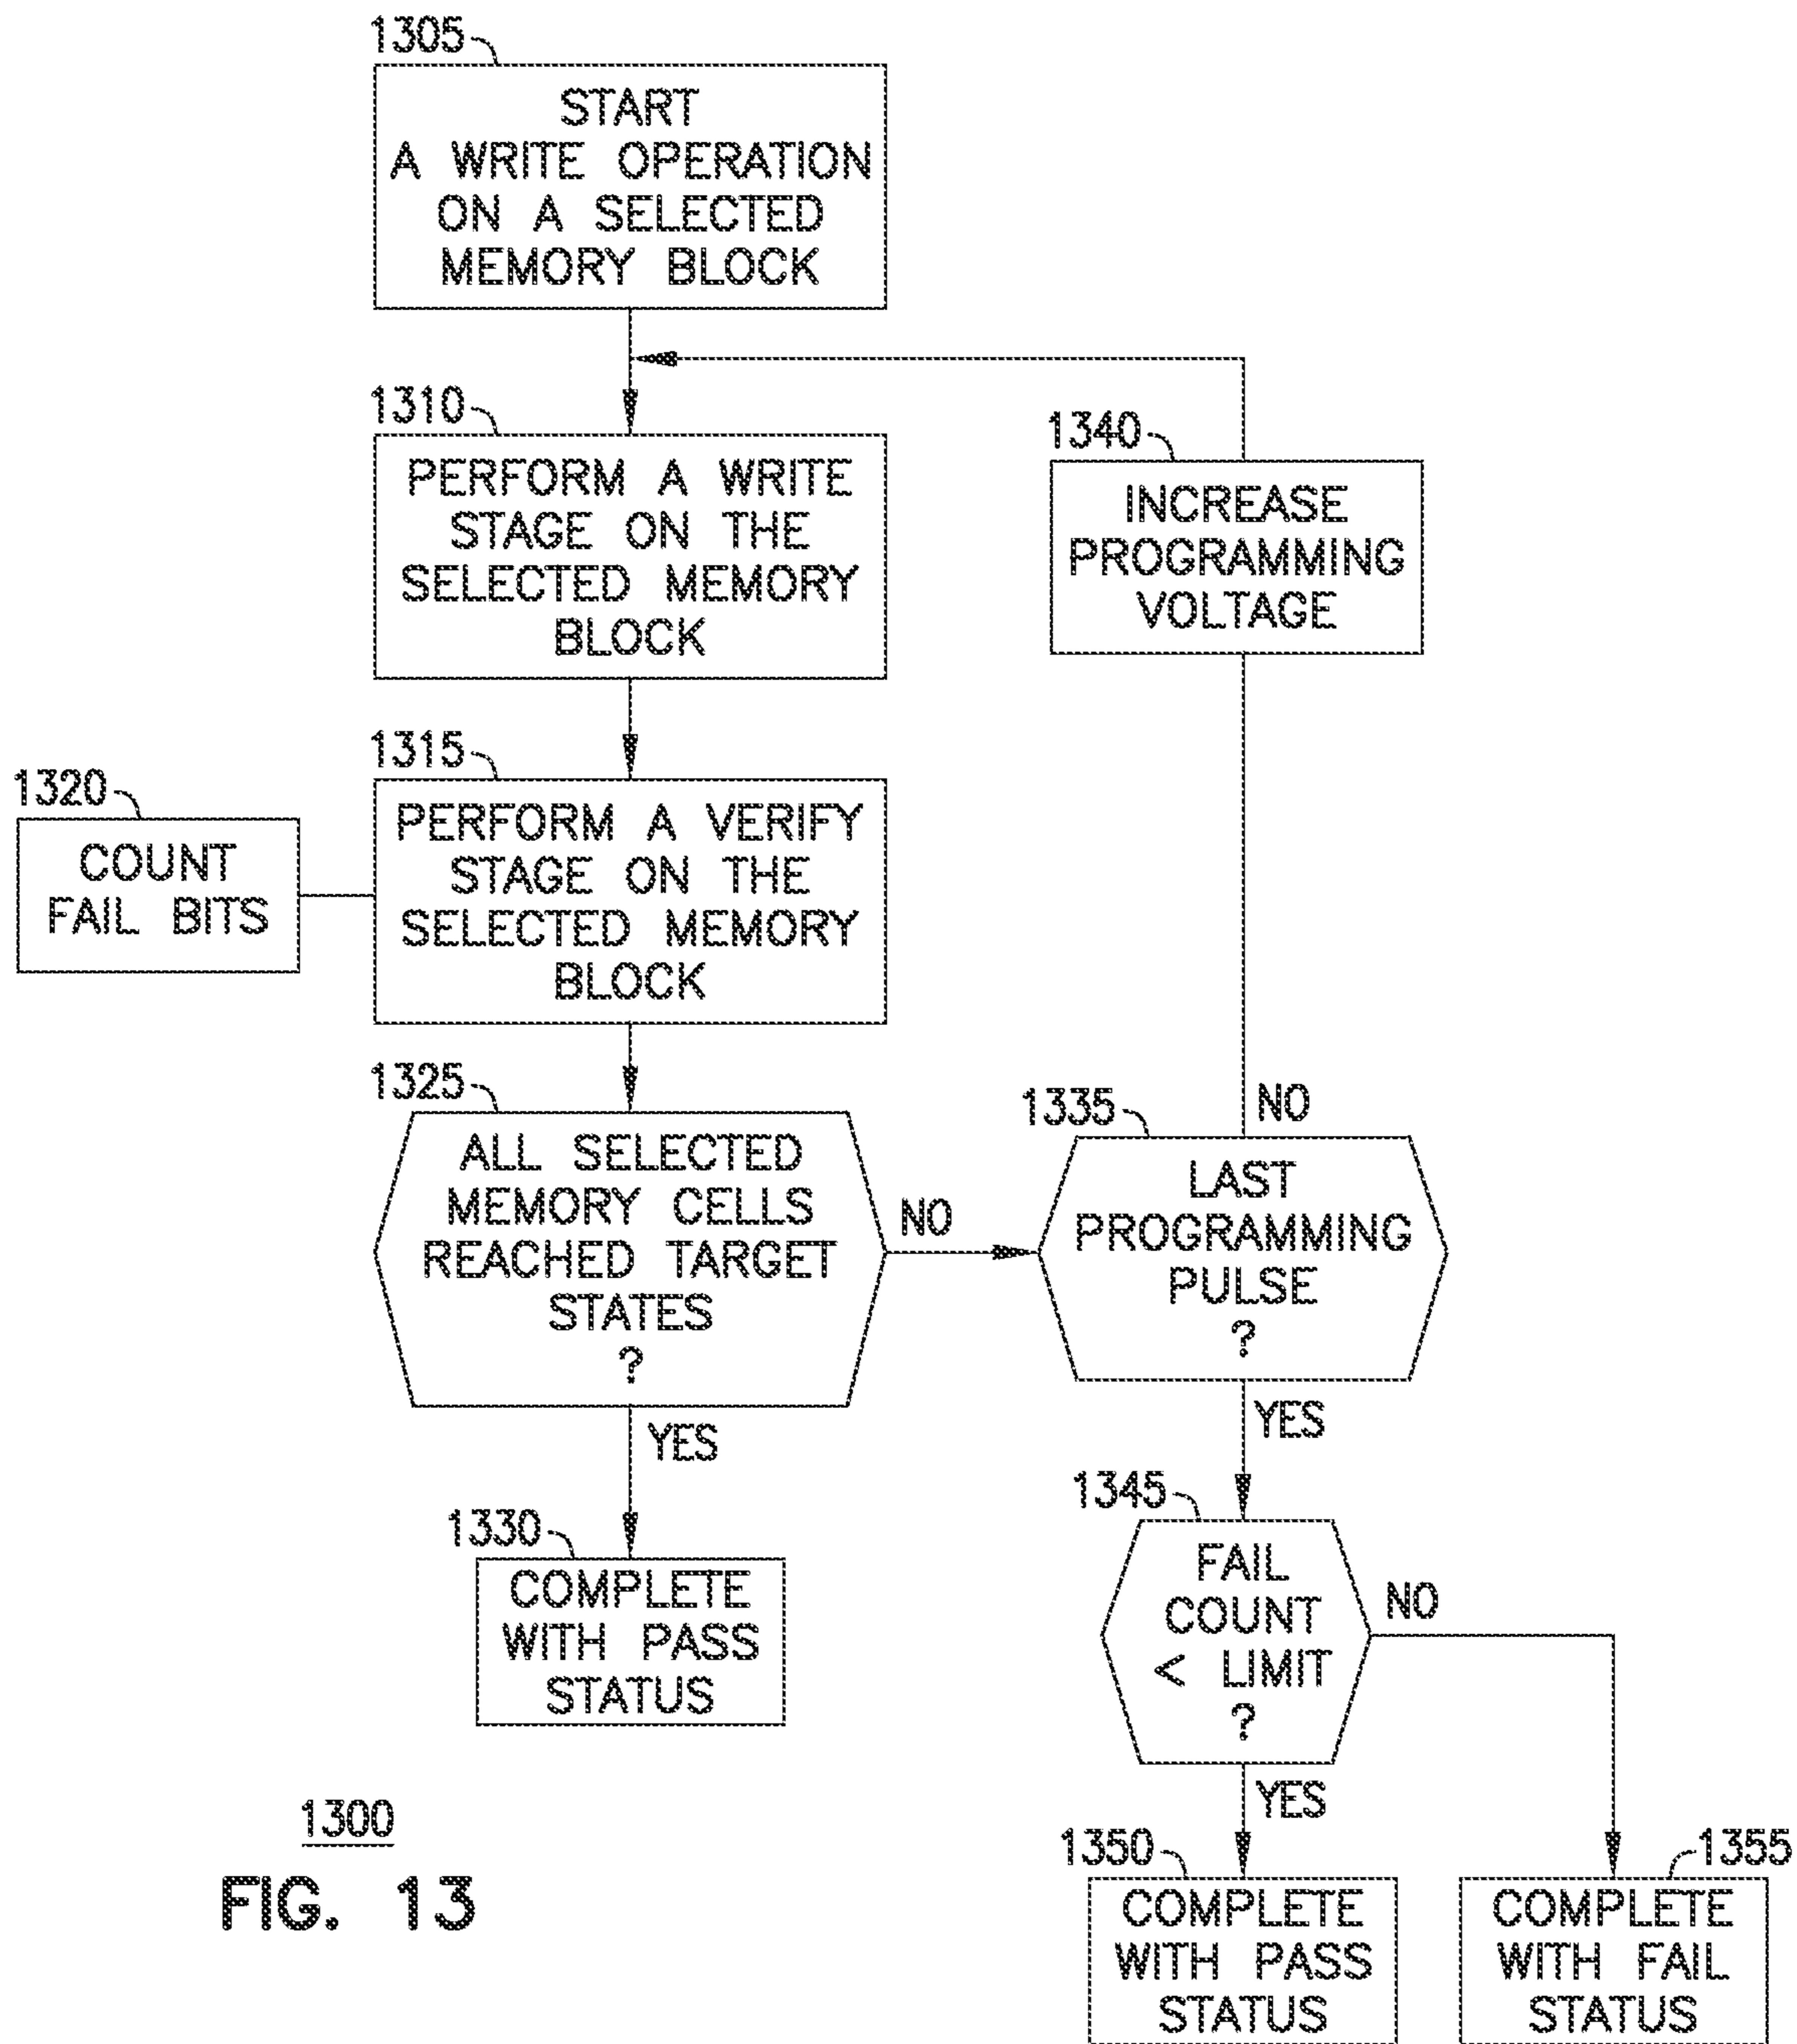 1305
START
A WRITE OPERATION
ON A SELECTED
MEMORY BLOCK
1310
PERFORM A WRITE
STAGE ON THE
SELECTED MEMORY
BLOCK
1340
INCREASE
PROGRAMMING
VOLTAGE
1315
PERFORM A VERIFY
STAGE ON THE
SELECTED MEMORY
BLOCK
1320
COUNT
FAIL BITS
1325
ALL SELECTED
MEMORY CELLS
REACHED TARGET
STATES
?
NO
YES
1335
LAST
PROGRAMMING
PULSE
?
NO
YES
1330
COMPLETE
WITH PASS
STATUS
1345
FAIL
COUNT
< LIMIT
?
NO
YES
1350
COMPLETE
WITH PASS
STATUS
1355
COMPLETE
WITH FAIL
STATUS
1300
FIG. 13